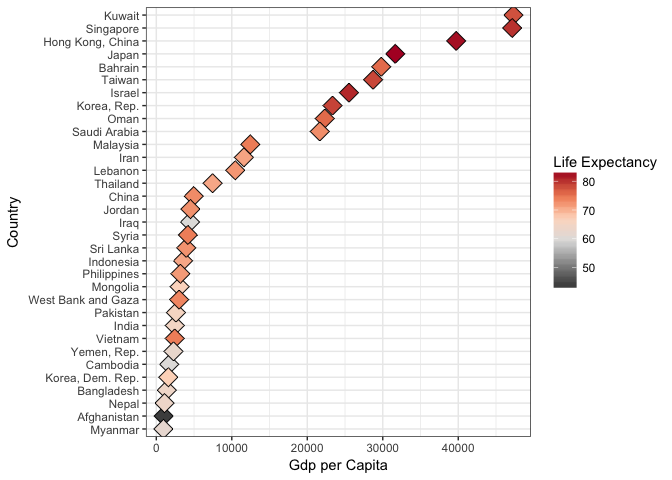 Kuwait
Singapore
Hong Kong, China
Japan
Bahrain
Taiwan
Israel
Korea, Rep.
Oman
Saudi Arabia
Malaysia
Iran
Lebanon
Thailand
China
Jordan
Iraq
Syria
Sri Lanka
Indonesia
Philippines
Mongolia
West Bank and Gaza
Pakistan
India
Vietnam
Yemen, Rep.
Cambodia
Korea, Dem. Rep.
Bangladesh
Nepal
Afghanistan
Myanmar
Country
0 10000 20000 30000 40000
Gdp per Capita
Life Expectancy
80
70
60
50